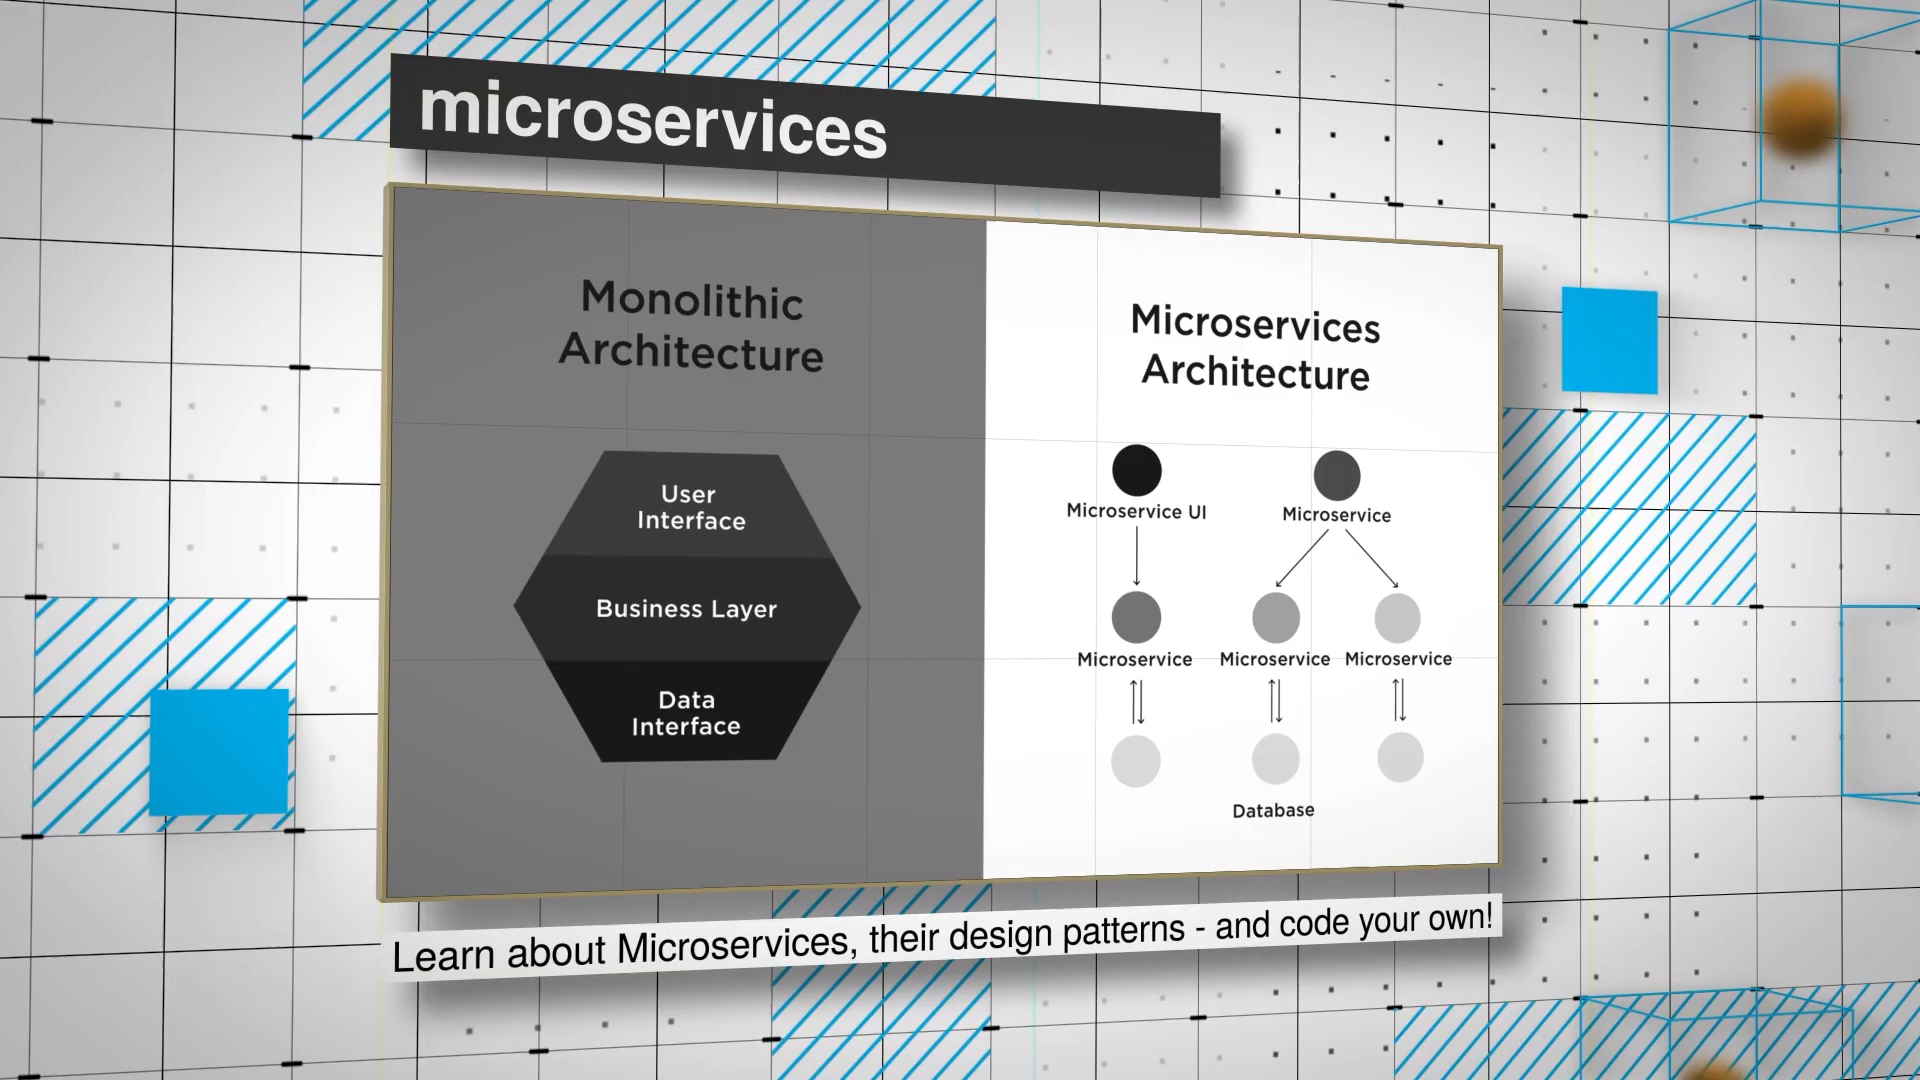 microservices
Monolithic
Architecture
User
Interface
Business Layer
Data
Interface
Microservices
Architecture
Microservice UI
Microservice
Microservice
Microservice
Microservice
Database
Learn about Microservices, their design patterns - and code your own!